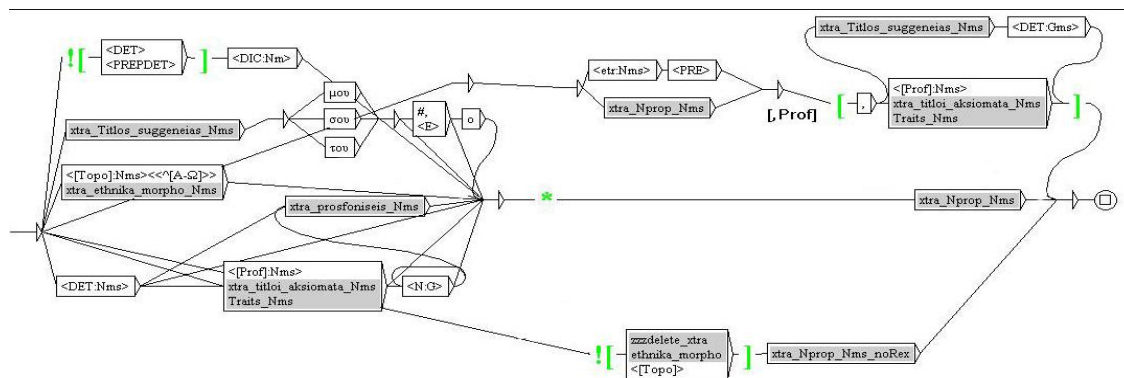 xtra_Titlos_suggeneias_Nms
<DET:Gms>
![
<DET>
<PREPDET>
]
<DIC:Nm>
<etr:Nms>
<PRE>
xtra_Nprop_Nms
[,Prof]
[
,
<[Prof]:Nms>
xtra_titloi_aksiomata_Nms
Traits_Nms
]
xtra_Titlos_suggeneias_Nms
μου
σου
του
#,
<E>
ο
<[Topo]:Nms><<^[A-Ω]>>
xtra_ethnika_morpho_Nms
xtra_prosfoniseis_Nms
*
xtra_Nprop_Nms
<DET:Nms>
<[Prof]:Nms>
xtra_titloi_aksiomata_Nms
Traits_Nms
<N:G>
![
zzzdelete_xtra
ethnika_morpho
<[Topo]>
]
xtra_Nprop_Nms_noRex